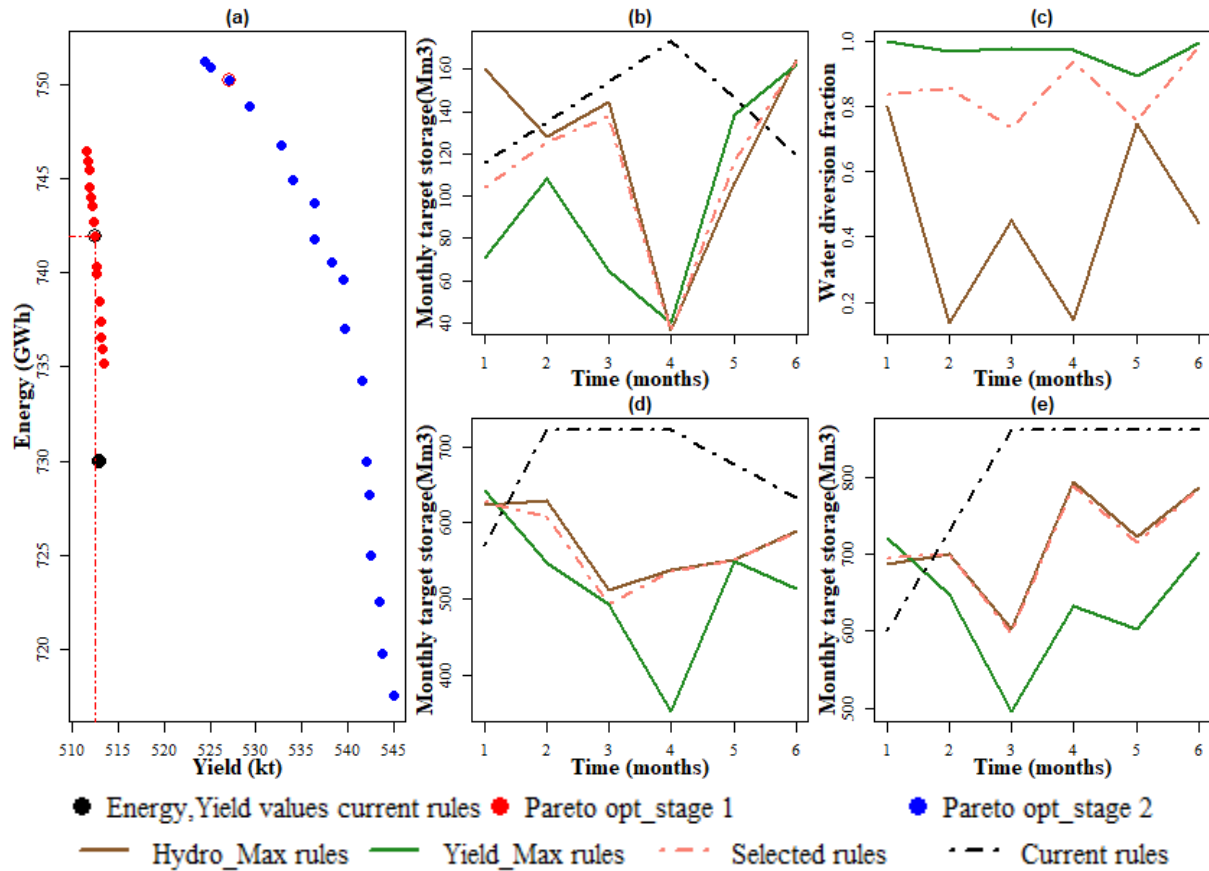 (a)
(b)
(c)
Energy (GWh)
750
745
740
735
730
725
720
510 515 520 525 530 535 540 545
Yield (kt)
Monthly target storage(Mm3)
160
140
120
100
80
60
40
1 2 3 4 5 6
Time (months)
Water diversion fraction
1.0
0.8
0.6
0.4
0.2
1 2 3 4 5 6
Time (months)
(d)
(e)
Monthly target storage(Mm3)
700
600
500
400
1 2 3 4 5 6
Time (months)
Monthly target storage(Mm3)
800
700
600
500
1 2 3 4 5 6
Time (months)
Energy,Yield values current rules Pareto opt_stage 1 Pareto opt_stage 2
Hydro_Max rules Yield_Max rules Selected rules Current rules